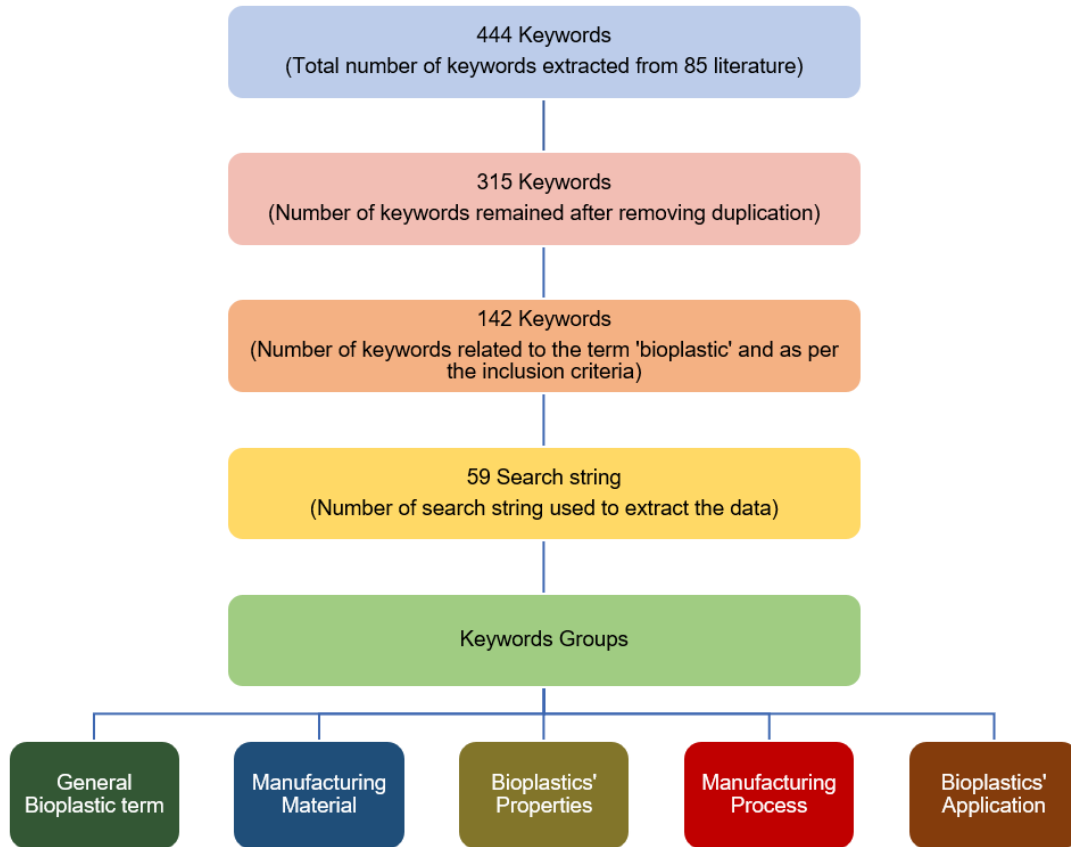 444 Keywords
(Total number of keywords extracted from 85 literature)
315 Keywords
(Number of keywords remained after removing duplication)
142 Keywords
(Number of keywords related to the term 'bioplastic' and as per
the inclusion criteria)
59 Search string
(Number of search string used to extract the data)
Keywords Groups
General
Bioplastic term
Manufacturing
Material
Bioplastics'
Properties
Manufacturing
Process
Bioplastics'
Application